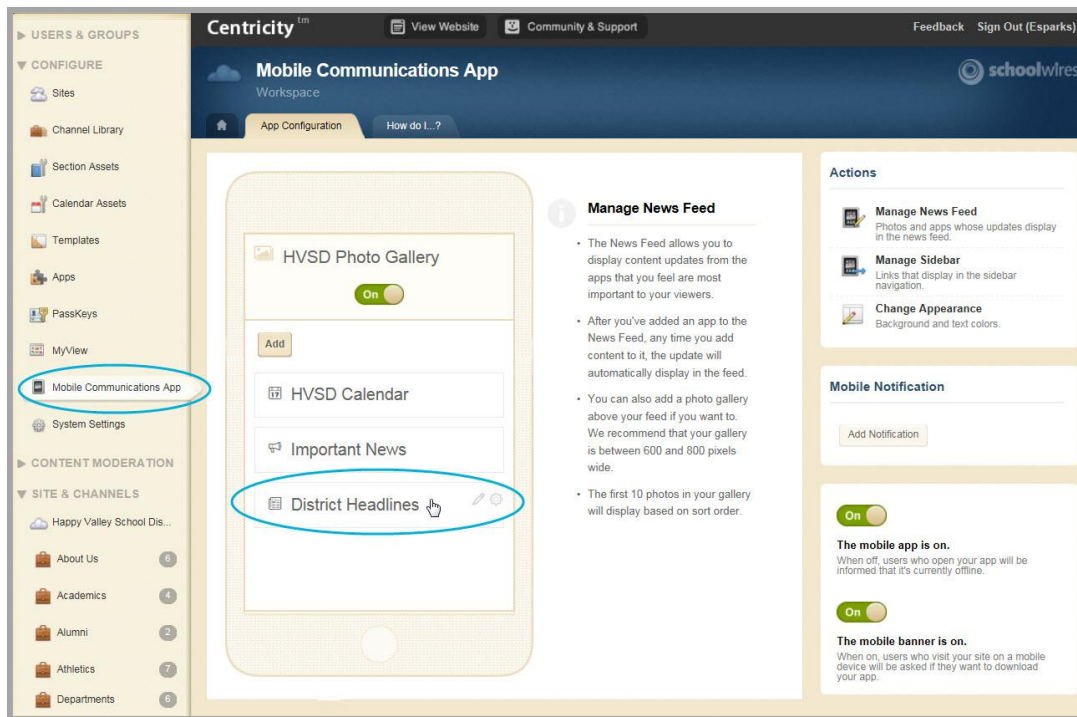 Centricity tm
View Website
Community & Support
Feedback
Sign Out (Esparks)
USERS & GROUPS
CONFIGURE
Sites
Channel Library
Section Assets
Calendar Assets
Templates
Apps
PassKeys
MyView
Mobile Communications App
System Settings
CONTENT MODERATION
SITE & CHANNELS
Happy Valley School Dis...
About Us 6
Academics 4
Alumni 2
Athletics 7
Departments 6
Mobile Communications App
Workspace
schoolwires
App Configuration
How do I...?
HVSD Photo Gallery
On
Add
17 HVSD Calendar
Important News
District Headlines
Manage News Feed
• The News Feed allows you to
display content updates from the
apps that you feel are most
important to your viewers.
• After you've added an app to the
News Feed, any time you add
content to it, the update will
automatically display in the feed.
• You can also add a photo gallery
above your feed if you want to.
We recommend that your gallery
is between 600 and 800 pixels
wide.
• The first 10 photos in your gallery
will display based on sort order.
Actions
Manage News Feed
Photos and apps whose updates display
in the news feed.
Manage Sidebar
Links that display in the sidebar
navigation.
Change Appearance
Background and text colors.
Mobile Notification
Add Notification
On
The mobile app is on.
When off, users who open your app will be
informed that it's currently offline.
On
The mobile banner is on.
When on, users who visit your site on a mobile
device will be asked if they want to download
your app.